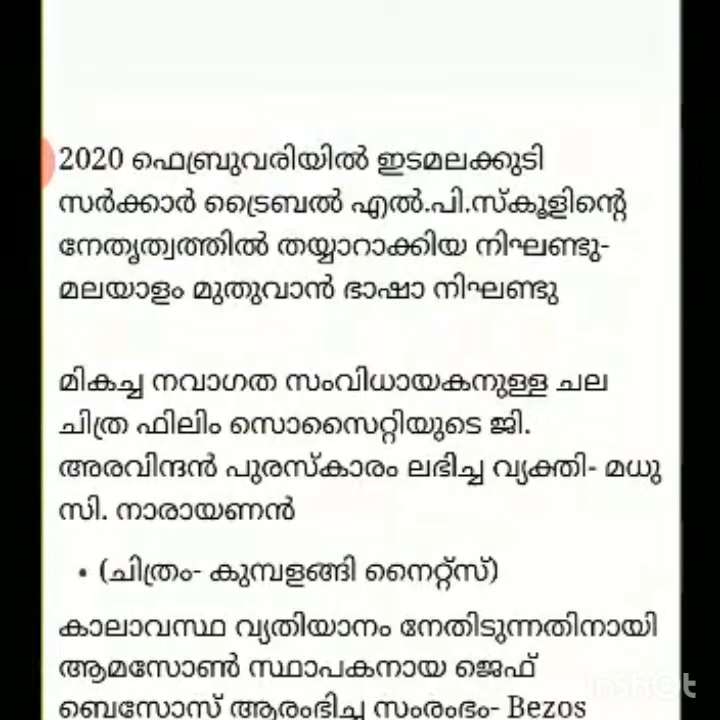 2020 ഫെബ്രുവരിയിൽ ഇടമലക്കുടി
സർക്കാർ ട്രൈബൽ എൽ.പി.സ്കൂളിന്റെ
നേതൃത്വത്തിൽ തയ്യാറാക്കിയ നിഘണ്ടു-
മലയാളം മുതുവാൻ ഭാഷാ നിഘണ്ടു
മികച്ച നവാഗത സംവിധായകനുള്ള ചല
ചിത്ര ഫിലിം സൊസൈറ്റിയുടെ ജി.
അരവിന്ദൻ പുരസ്കാരം ലഭിച്ച വ്യക്തി- മധു
സി. നാരായണൻ
• (ചിത്രം- കുമ്പളങ്ങി നൈറ്റ്സ്)
കാലാവസ്ഥ വ്യതിയാനം നേതിടുന്നതിനായി
ആമസോൺ സ്ഥാപകനായ ജെഫ്
ബെസോസ് ആരംഭിച്ച സംരംഭം- Bezos
inshot